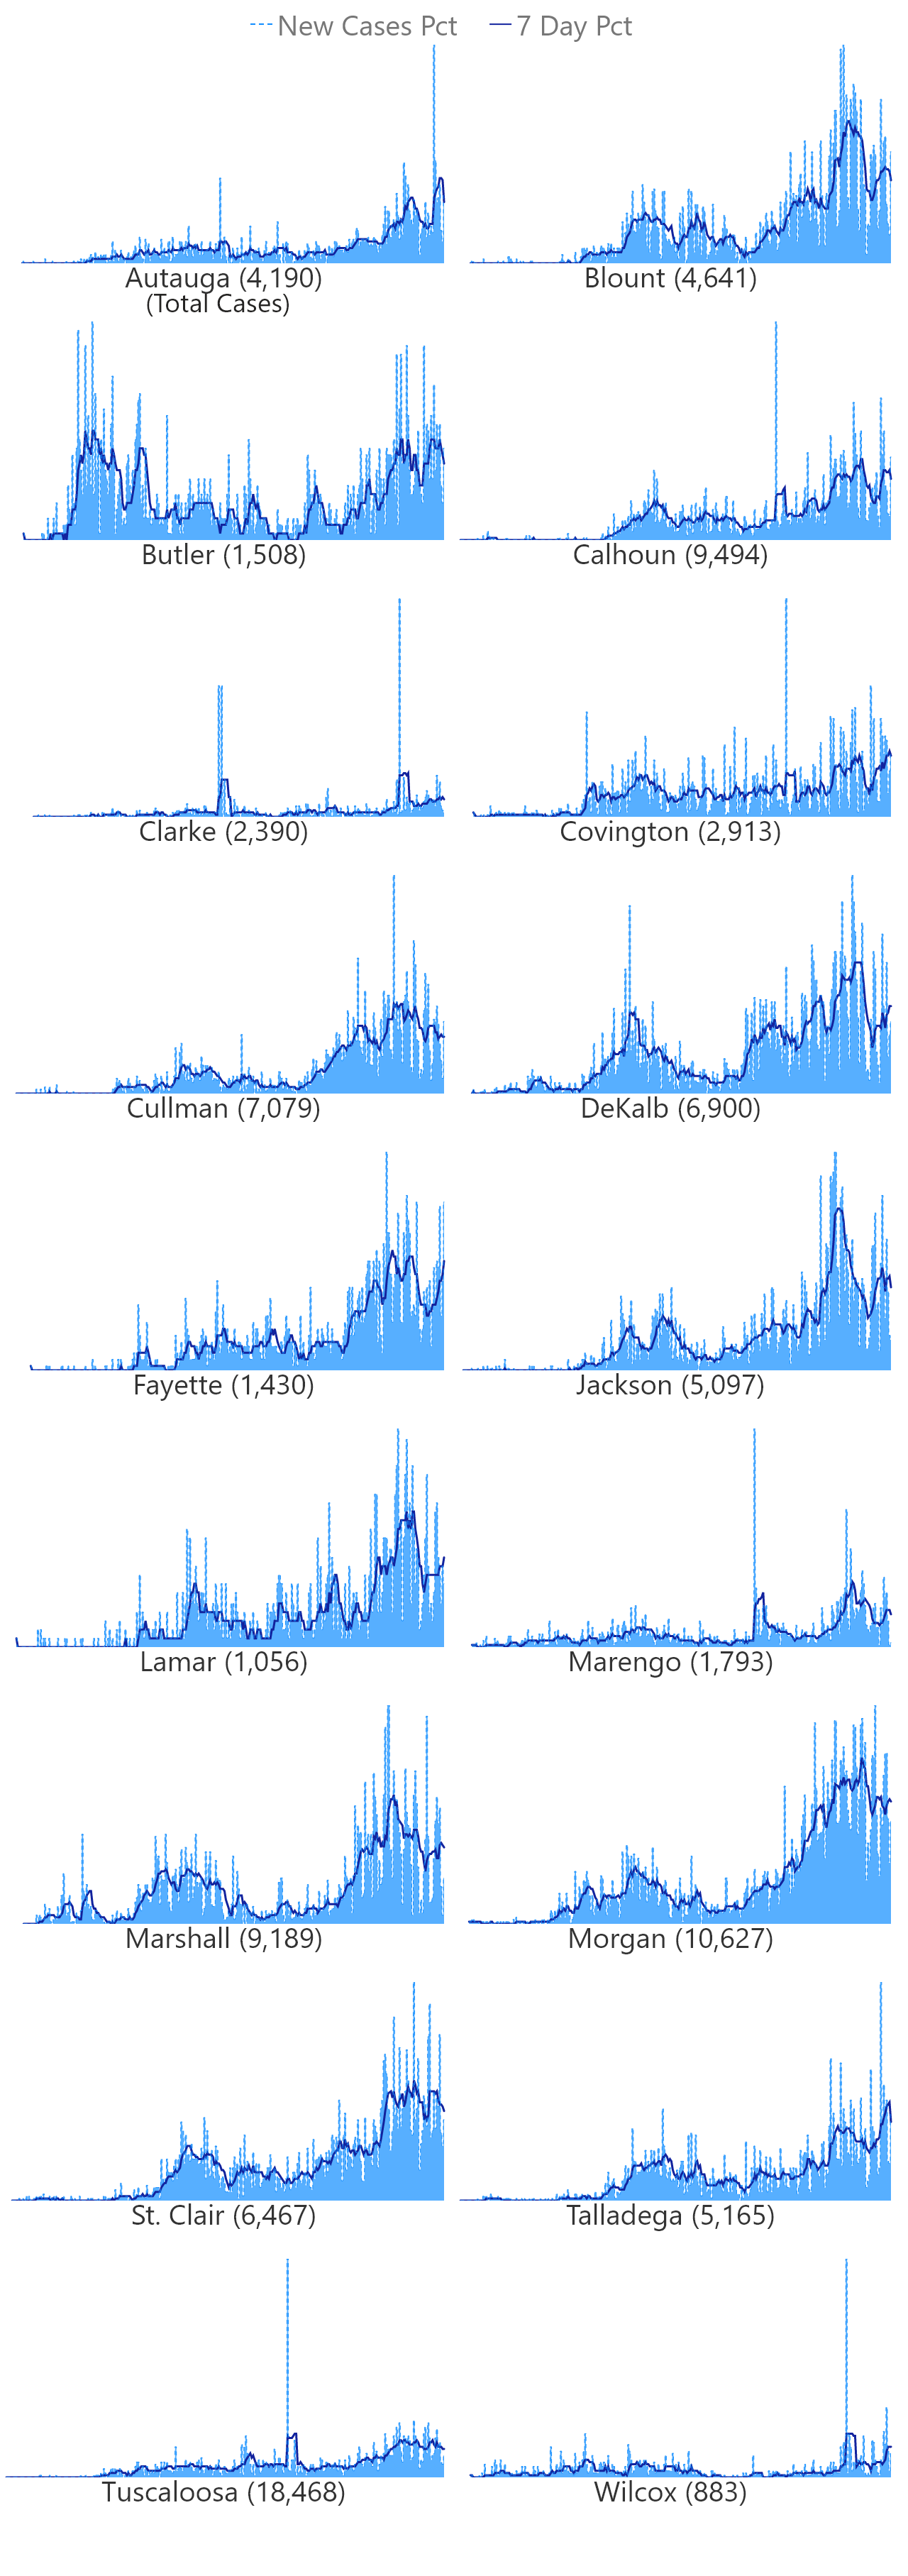 New Cases Pct 7 Day Pct
Autauga (4,190) Blount (4,641)
(Total Cases)
Butler (1,508) Calhoun (9,494)
Clarke (2,390) Covington (2,913)
Cullman (7,079) DeKalb (6,900)
Fayette (1,430) Jackson (5,097)
Lamar (1,056) Marengo (1,793)
Marshall (9,189) Morgan (10,627)
St. Clair (6,467) Talladega (5,165)
Tuscaloosa (18,468) Wilcox (883)